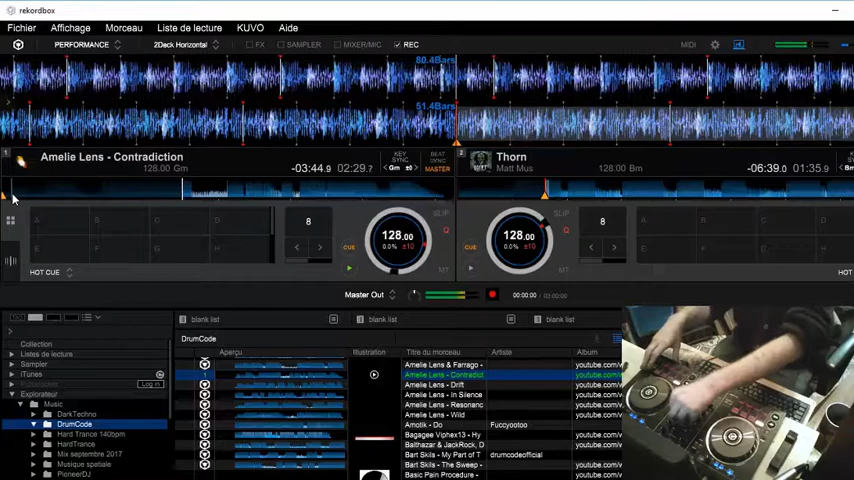 rekordbox
Fichier Affichage Morceau Liste de lecture KUVO Aide
PERFORMANCE 2Deck Horizontal FX SAMPLER MIXER/MIC REC MIDI
80.4Bars
51.4Bars
1 Amelie Lens - Contradiction
128.00 Gm -03:44.9 02:29.7
KEY SYNC
Gm ±0
BEAT SYNC
MASTER
2 Thorn
Matt Mus 128.00 Bm -06:39.0 01:35.9
A B C D
E F G H
HOT CUE
8
CUE
128.00
0.0% ±10
SLIP
Q
MT
CUE
128.00
0.0% ±10
SLIP
Q
MT
8
A B C
E F G
HOT
Master Out 00:00:00 / 03:00:00
blank list blank list blank list
DrumCode
Aperçu Illustration Titre du morceau Artiste Album
Collection
Listes de lecture
Sampler
iTunes
Log in
Explorateur
Music
DarkTechno
DrumCode
Hard Trance 140bpm
HardTrance
Mix septembre 2017
Musique spatiale
PioneerDJ
Amelie Lens & Farrago - youtube.com/
1 Amelie Lens - Contradict youtube.com/
Amelie Lens - Drift youtube.com/
Amelie Lens - In Silence youtube.com/
Amelie Lens - Resonanc youtube.com/
Amelie Lens - Wild youtube.com/
Amotik - Do Fuccyootoo
Bagagee Viphex13 - Hy youtube.com/
Balthazar & JackRock, D youtube.com/
Bart Skils - My Part of T drumcodeofficial
Bart Skils - The Sweep - youtube.com/
Basic Pain Procedure - youtube.com/